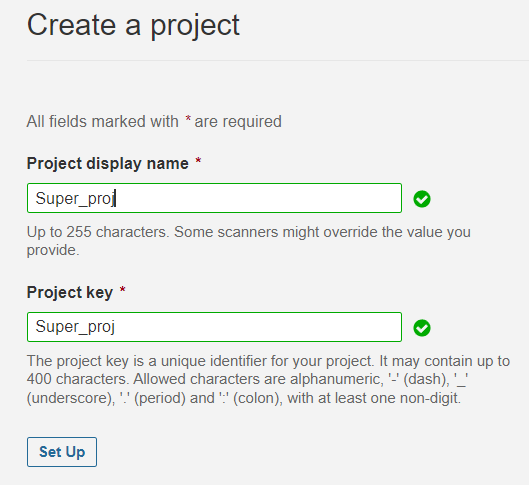 Create a project
All fields marked with * are required
Project display name *
Super_proj
Up to 255 characters. Some scanners might override the value you
provide.
Project key *
Super_proj
The project key is a unique identifier for your project. It may contain up to
400 characters. Allowed characters are alphanumeric, '-' (dash), '_'
(underscore), '.' (period) and ':' (colon), with at least one non-digit.
Set Up